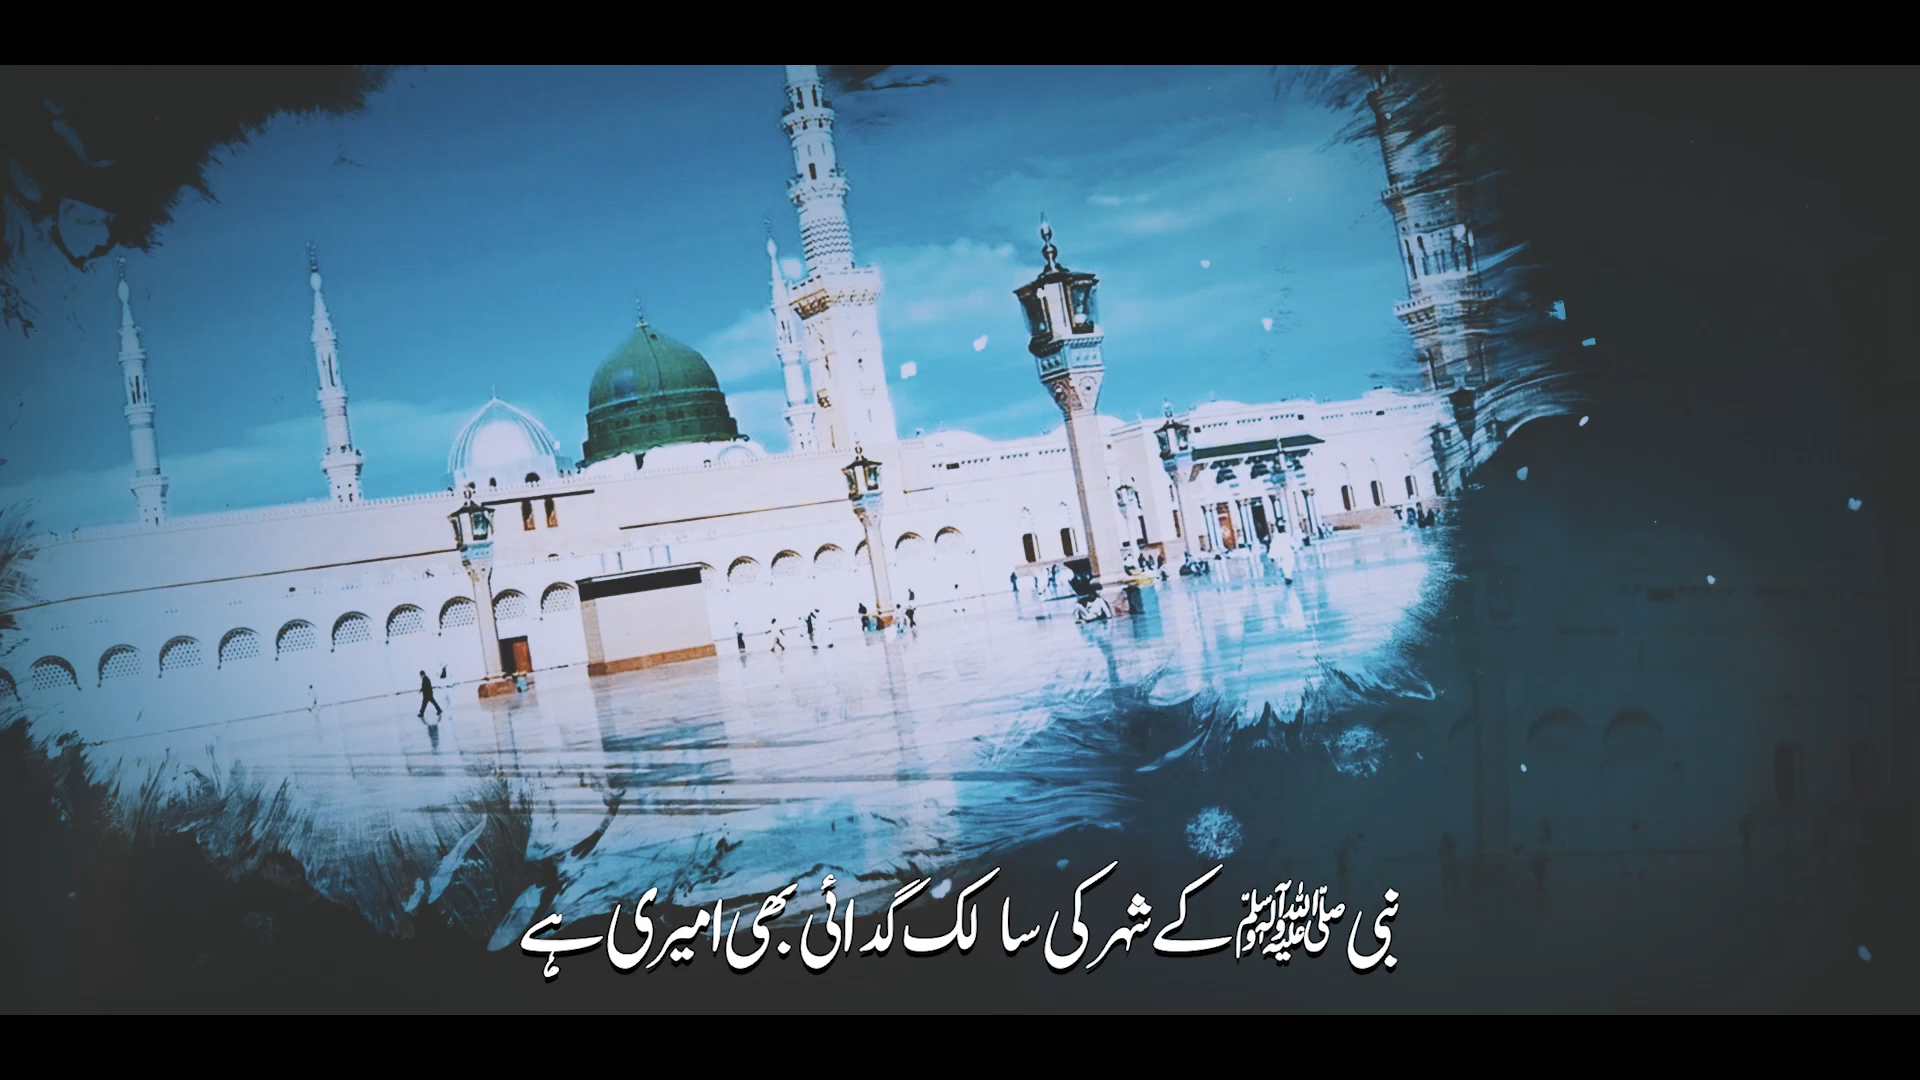 نبی ﷺ کے شہر کی سالک گدائی بھی امیری ہے